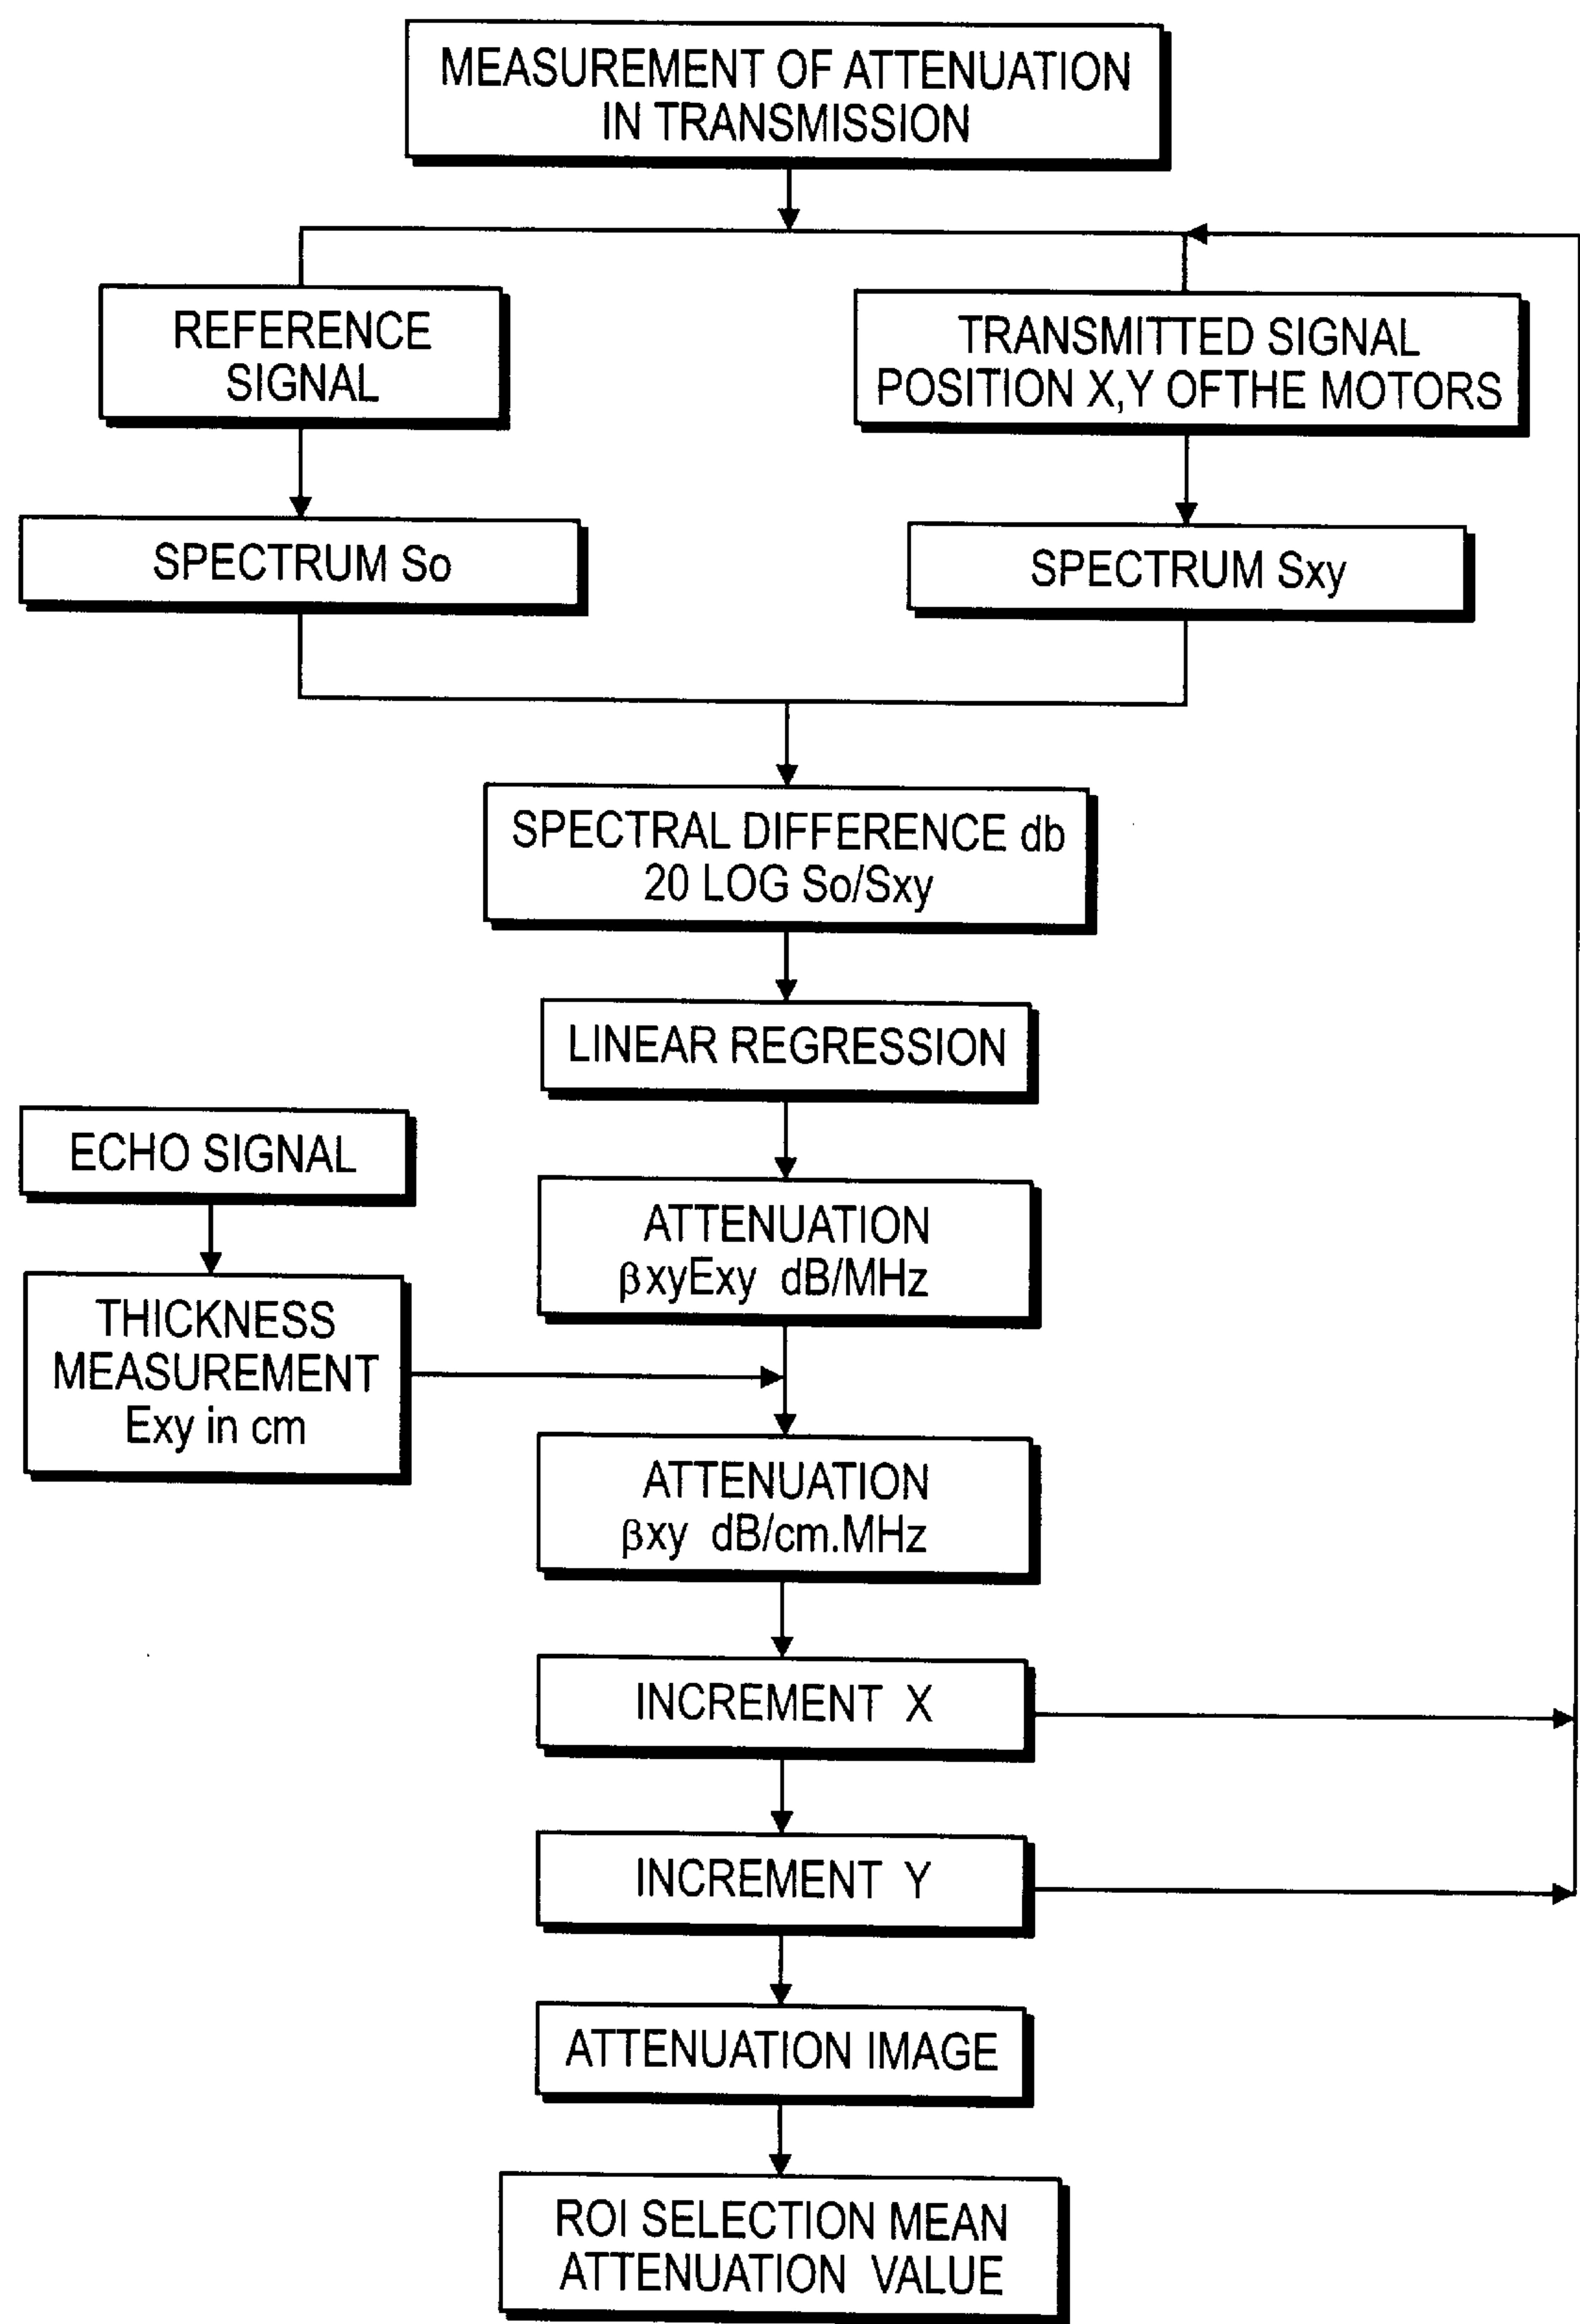 MEASUREMENT OF ATTENUATION
IN TRANSMISSION
REFERENCE
SIGNAL
TRANSMITTED SIGNAL
POSITION X,Y OFTHE MOTORS
SPECTRUM So
SPECTRUM Sxy
SPECTRAL DIFFERENCE db
20 LOG So/Sxy
LINEAR REGRESSION
ECHO SIGNAL
ATTENUATION
βxyExy dB/MHz
THICKNESS
MEASUREMENT
Exy in cm
ATTENUATION
βxy dB/cm.MHz
INCREMENT X
INCREMENT Y
ATTENUATION IMAGE
ROI SELECTION MEAN
ATTENUATION VALUE